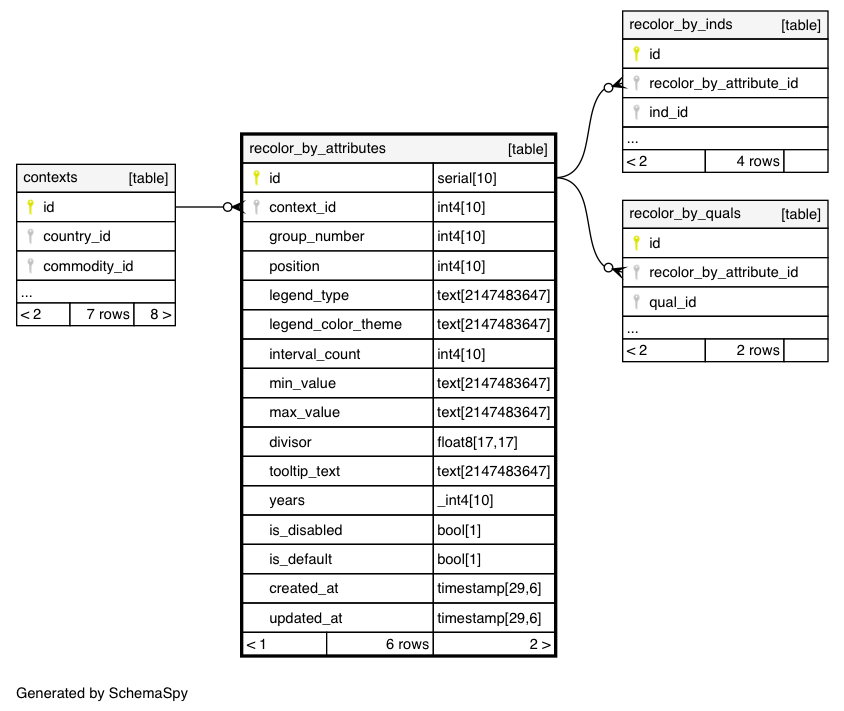 contexts [table]
id
country_id
commodity_id
...
< 2 7 rows 8 >
recolor_by_attributes [table]
id serial[10]
context_id int4[10]
group_number int4[10]
position int4[10]
legend_type text[2147483647]
legend_color_theme text[2147483647]
interval_count int4[10]
min_value text[2147483647]
max_value text[2147483647]
divisor float8[17,17]
tooltip_text text[2147483647]
years _int4[10]
is_disabled bool[1]
is_default bool[1]
created_at timestamp[29,6]
updated_at timestamp[29,6]
< 1 6 rows 2 >
recolor_by_inds [table]
id
recolor_by_attribute_id
ind_id
...
< 2 4 rows
recolor_by_quals [table]
id
recolor_by_attribute_id
qual_id
...
< 2 2 rows
Generated by SchemaSpy